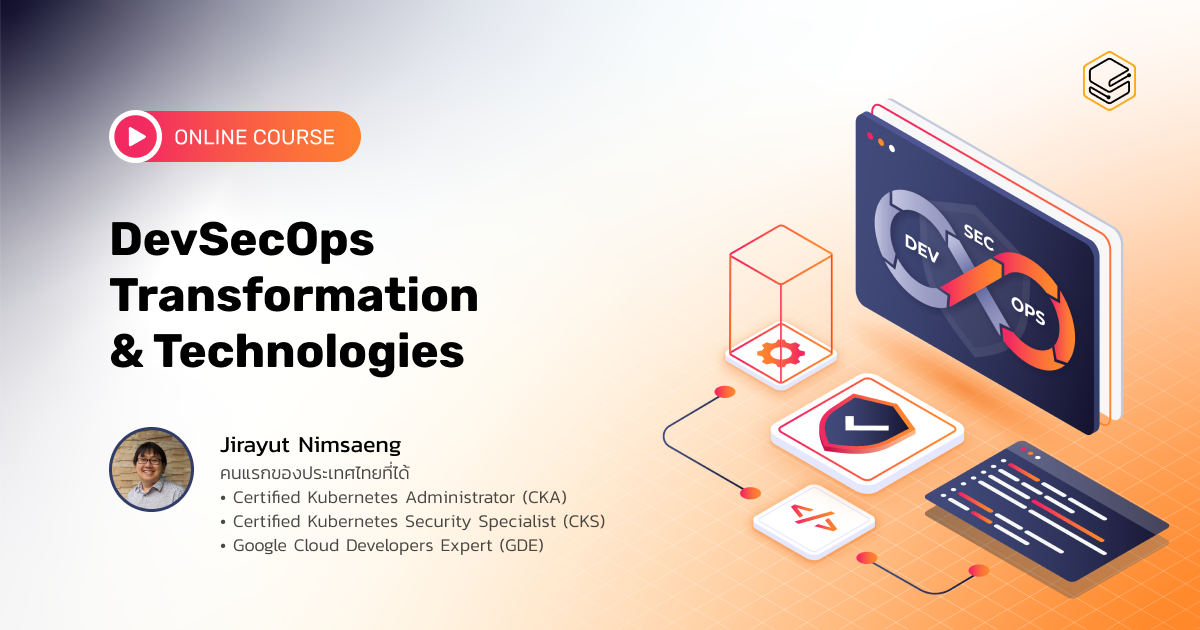 ONLINE COURSE
DevSecOps
Transformation
& Technologies
Jirayut Nimsaeng
คนแรกของประเทศไทยที่ได้
• Certified Kubernetes Administrator (CKA)
• Certified Kubernetes Security Specialist (CKS)
• Google Cloud Developers Expert (GDE)
DEV
SEC
OPS